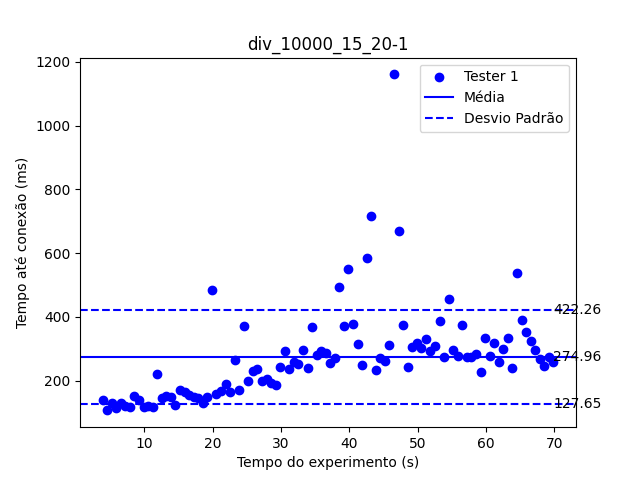 div_10000_15_20-1
Tester 1
Média
Desvio Padrão
Tempo até conexão (ms)
1200
1000
800
600
400
200
422.26
274.96
127.65
10 20 30 40 50 60 70
Tempo do experimento (s)